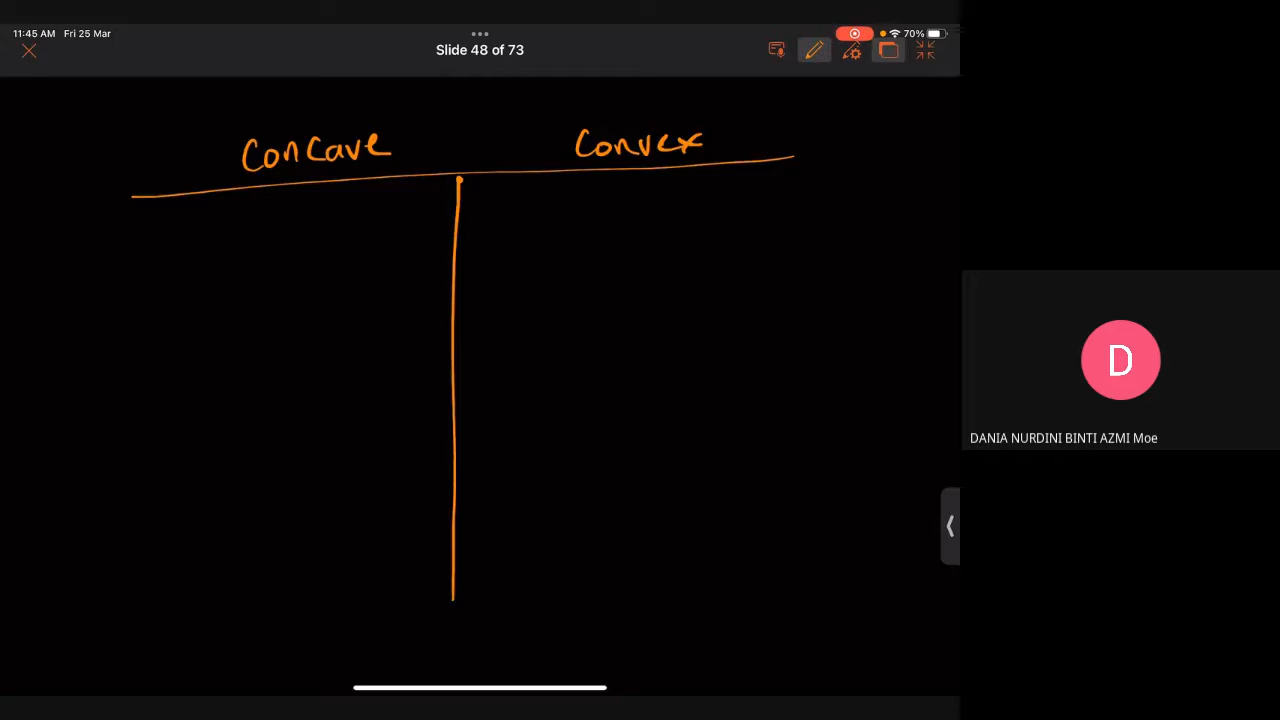 11:45 AM Fri 25 Mar
70%
Slide 48 of 73
Concave Convex
D
DANIA NURDINI BINTI AZMI Moe